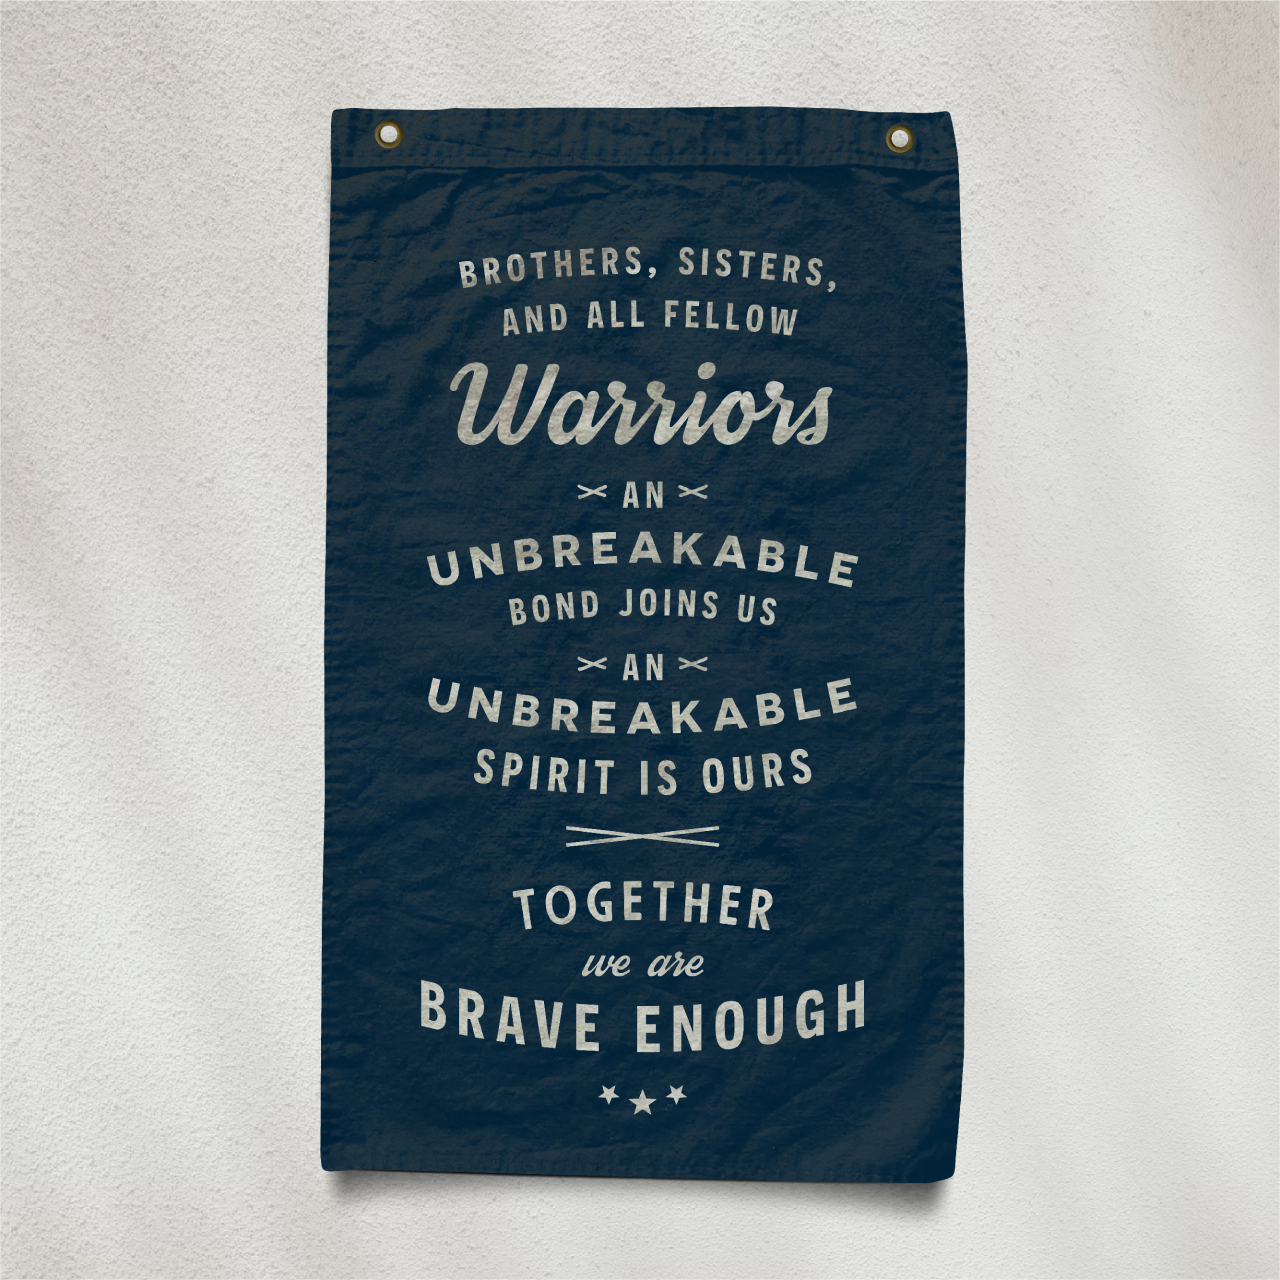 BROTHERS, SISTERS,
AND ALL FELLOW
Warriors
AN
UNBREAKABLE
BOND JOINS US
AN
UNBREAKABLE
SPIRIT IS OURS
TOGETHER
we are
BRAVE ENOUGH